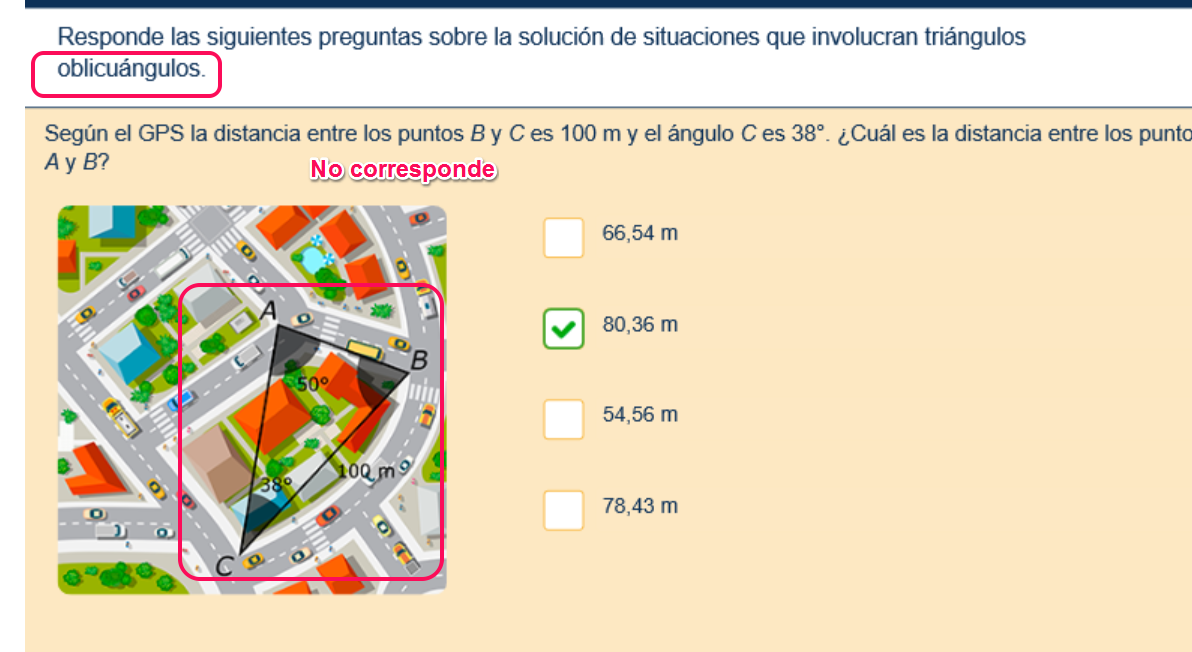 Responde las siguientes preguntas sobre la solución de situaciones que involucran triángulos
oblicuángulos.
Según el GPS la distancia entre los puntos B y C es 100 m y el ángulo C es 38°. ¿Cuál es la distancia entre los punto
A y B?
No corresponde
66,54 m
80,36 m
54,56 m
78,43 m
A
B
50°
100 m
38°
C